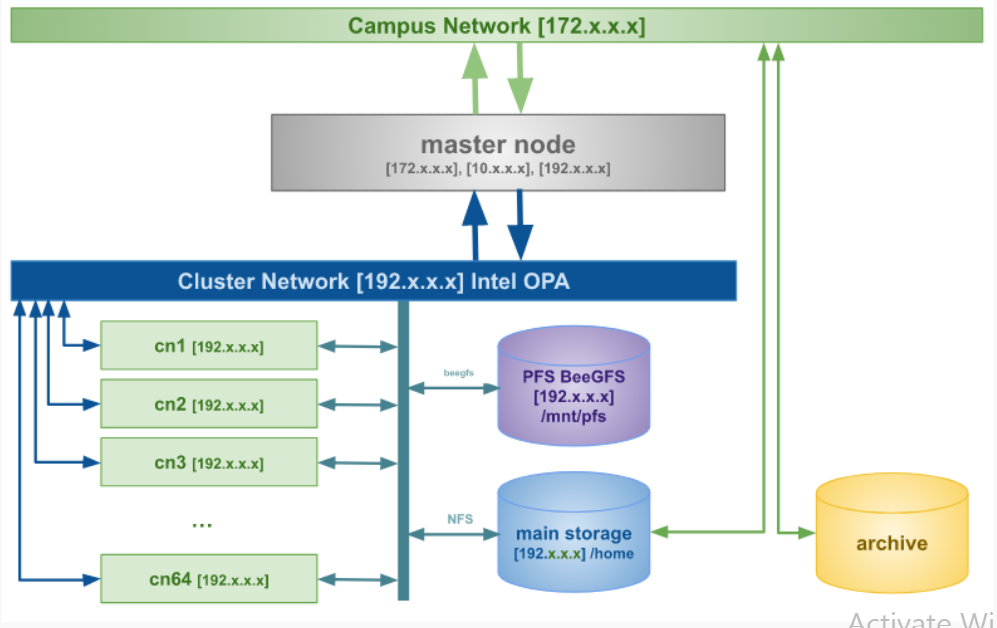 Campus Network [172.x.x.x]
master node
[172.x.x.x], [10.x.x.x], [192.x.x.x]
Cluster Network [192.x.x.x] Intel OPA
cn1 [192.x.x.x]
cn2 [192.x.x.x]
cn3 [192.x.x.x]
...
cn64 [192.x.x.x]
beegfs
PFS BeeGFS
[192.x.x.x]
/mnt/pfs
NFS
main storage
[192.x.x.x] /home
archive
Activate Wi